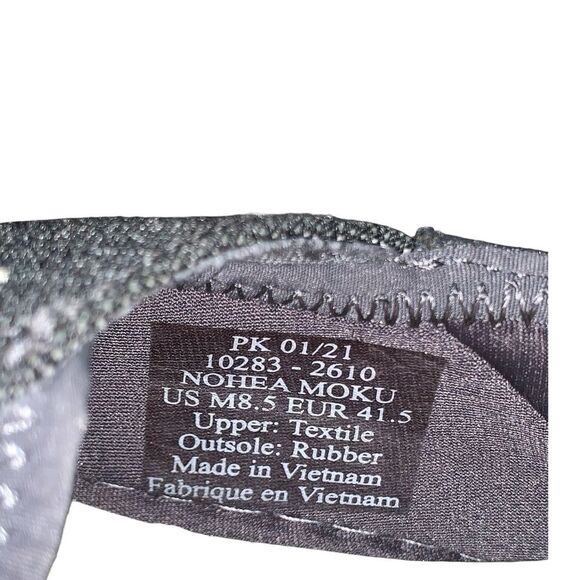 PK 01/21
10283 - 2610
NOHEA MOKU
US M8.5 EUR 41.5
Upper: Textile
Outsole: Rubber
Made in Vietnam
Fabrique en Vietnam